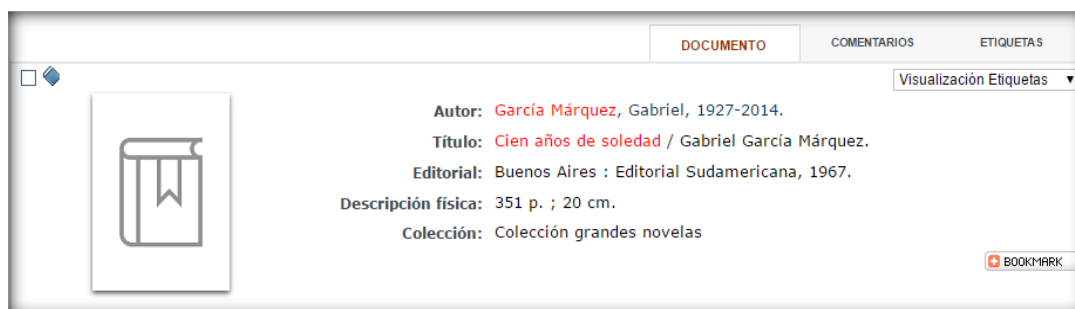 DOCUMENTO COMENTARIOS ETIQUETAS
Visualización Etiquetas
Autor: García Márquez, Gabriel, 1927-2014.
Título: Cien años de soledad / Gabriel García Márquez.
Editorial: Buenos Aires : Editorial Sudamericana, 1967.
Descripción física: 351 p. ; 20 cm.
Colección: Colección grandes novelas
BOOKMARK